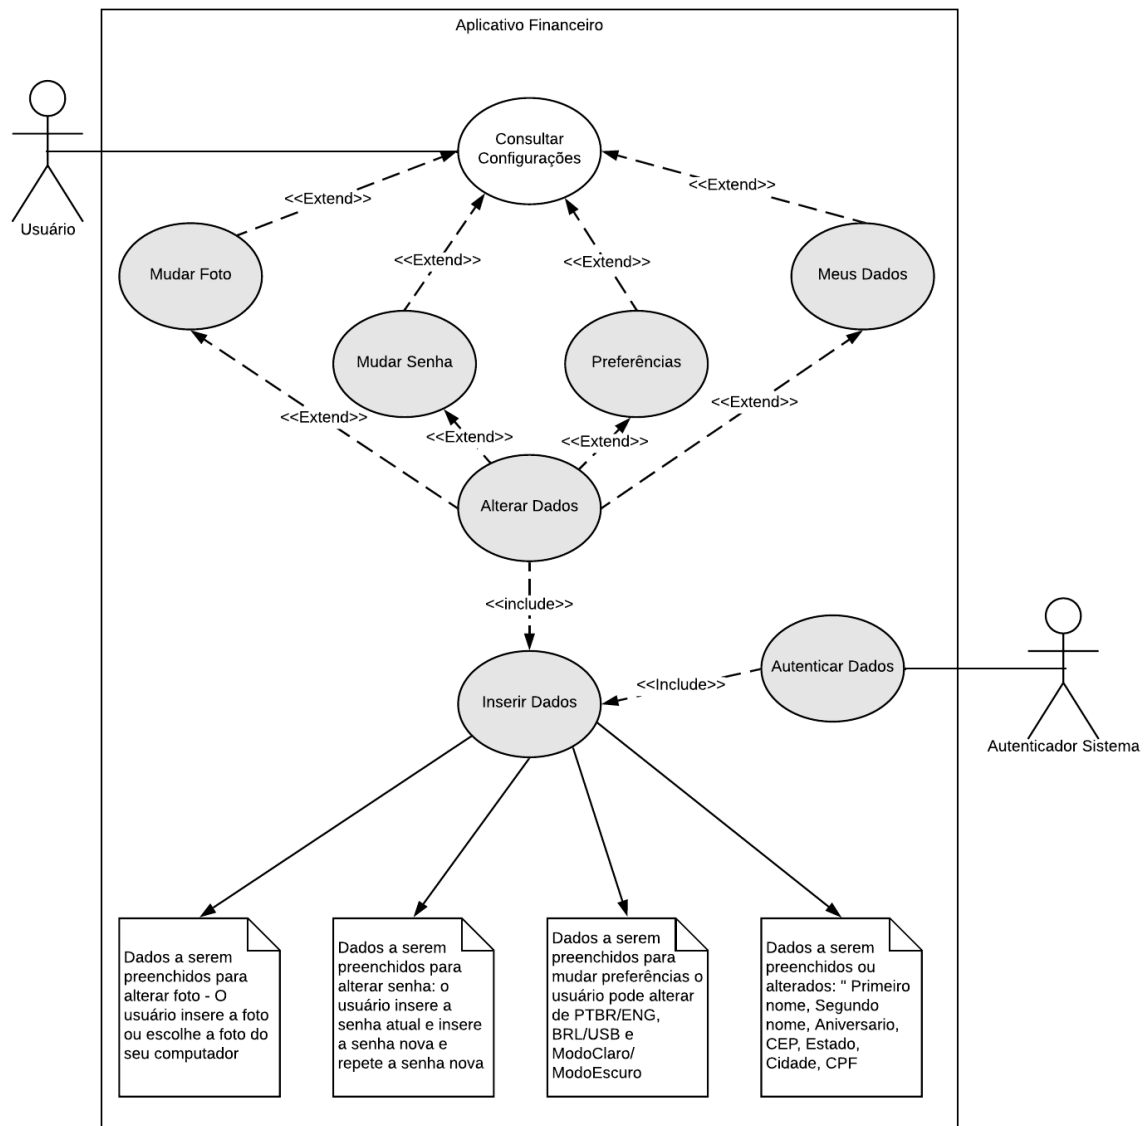 Aplicativo Financeiro
Consultar
Configurações
Usuário
<<Extend>>
<<Extend>>
<<Extend>>
<<Extend>>
Mudar Foto
Meus Dados
Mudar Senha
Preferências
<<Extend>>
<<Extend>>
<<Extend>>
<<Extend>>
Alterar Dados
<<include>>
Inserir Dados
<<Include>>
Autenticar Dados
Autenticador Sistema
Dados a serem
preenchidos para
alterar foto - O
usuário insere a foto
ou escolhe a foto do
seu computador
Dados a serem
preenchidos para
alterar senha: o
usuário insere a
senha atual e insere
a senha nova e
repete a senha nova
Dados a serem
preenchidos para
mudar preferências o
usuário pode alterar
de PTBR/ENG,
BRL/USB e
ModoClaro/
ModoEscuro
Dados a serem
preenchidos ou
alterados: " Primeiro
nome, Segundo
nome, Aniversario,
CEP, Estado,
Cidade, CPF